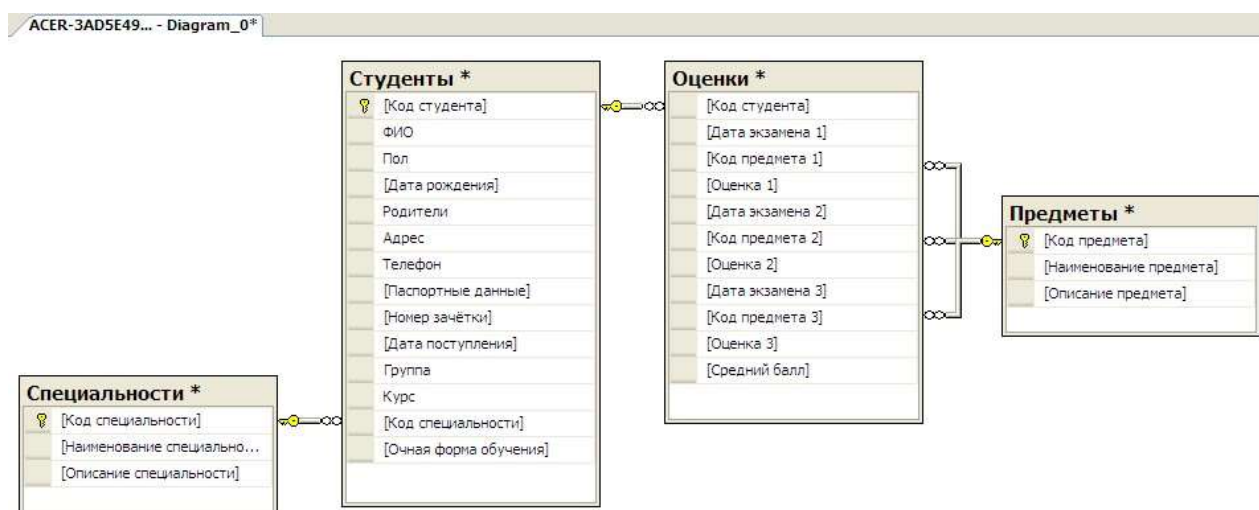 ACER-3AD5E49... - Diagram_0*
Студенты *
[Код студента]
ФИО
Пол
[Дата рождения]
Родители
Адрес
Телефон
[Паспортные данные]
[Номер зачётки]
[Дата поступления]
Группа
Курс
[Код специальности]
[Очная форма обучения]
Оценки *
[Код студента]
[Дата экзамена 1]
[Код предмета 1]
[Оценка 1]
[Дата экзамена 2]
[Код предмета 2]
[Оценка 2]
[Дата экзамена 3]
[Код предмета 3]
[Оценка 3]
[Средний балл]
Предметы *
[Код предмета]
[Наименование предмета]
[Описание предмета]
Специальности *
[Код специальности]
[Наименование специально...
[Описание специальности]